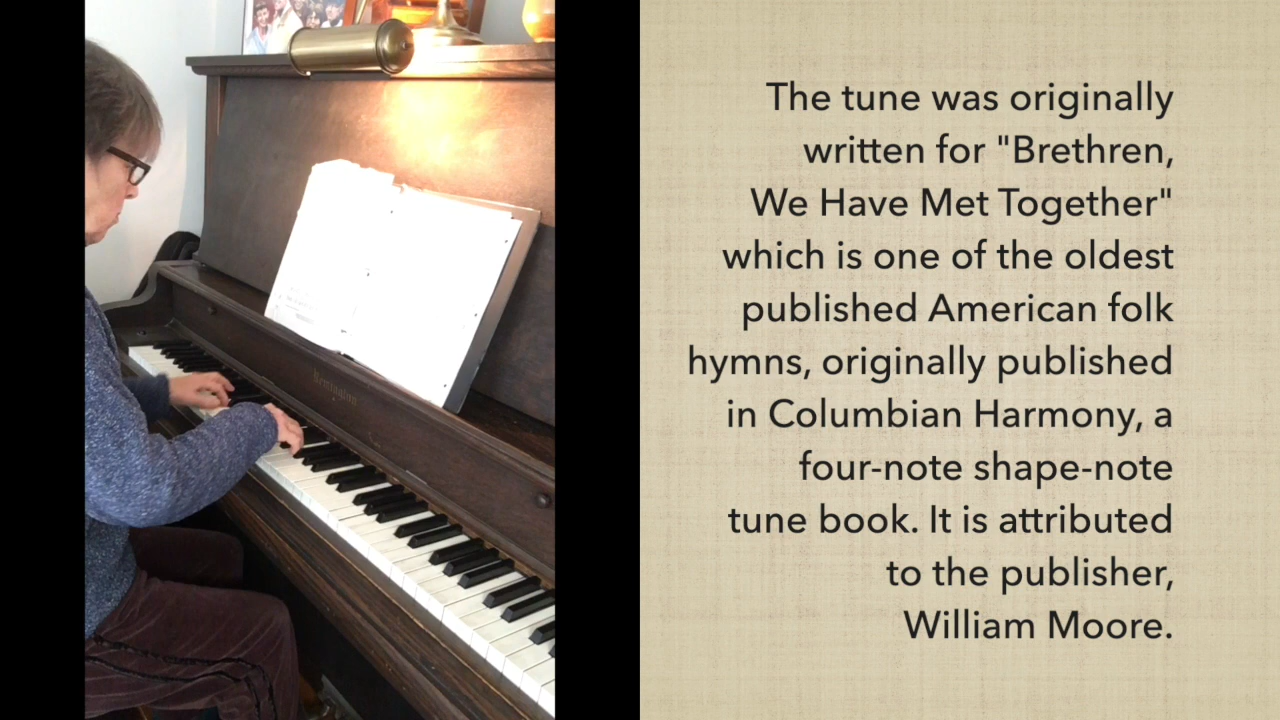 Remington
The tune was originally
written for "Brethren,
We Have Met Together"
which is one of the oldest
published American folk
hymns, originally published
in Columbian Harmony, a
four-note shape-note
tune book. It is attributed
to the publisher,
William Moore.